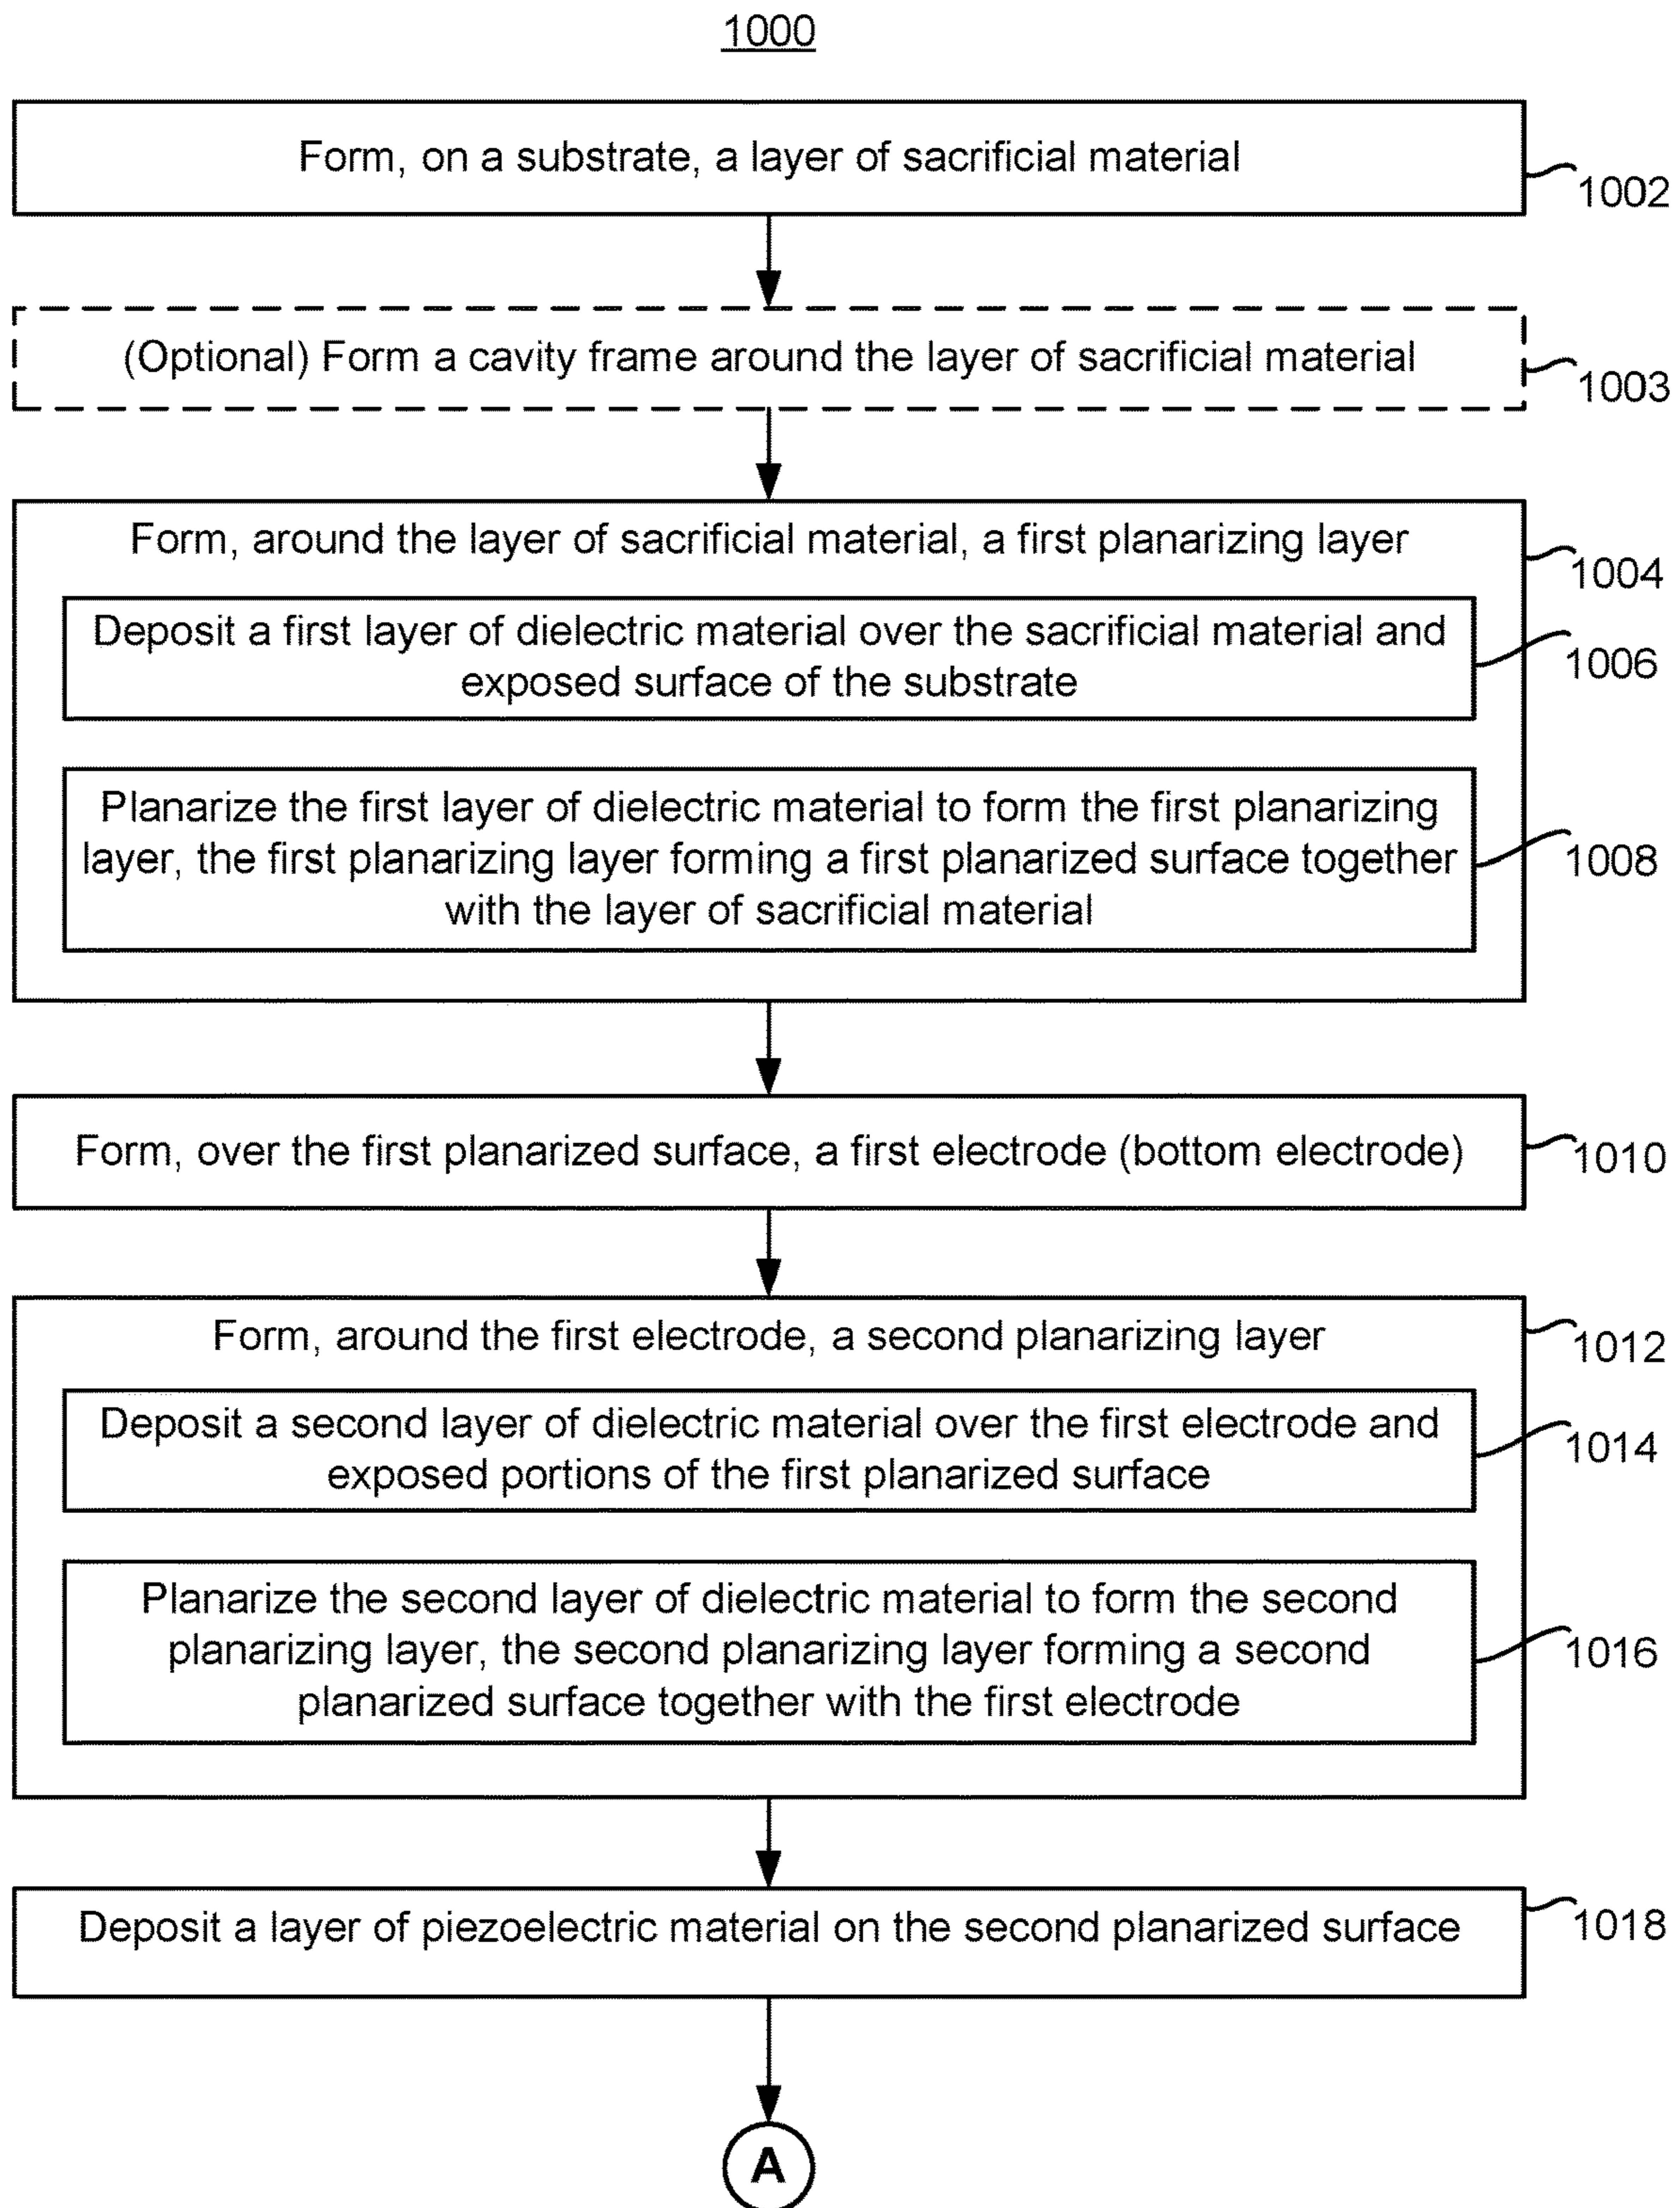 1000
Form, on a substrate, a layer of sacrificial material
1002
(Optional) Form a cavity frame around the layer of sacrificial material
1003
Form, around the layer of sacrificial material, a first planarizing layer
1004
Deposit a first layer of dielectric material over the sacrificial material and
exposed surface of the substrate
1006
Planarize the first layer of dielectric material to form the first planarizing
layer, the first planarizing layer forming a first planarized surface together
with the layer of sacrificial material
1008
Form, over the first planarized surface, a first electrode (bottom electrode)
1010
Form, around the first electrode, a second planarizing layer
1012
Deposit a second layer of dielectric material over the first electrode and
exposed portions of the first planarized surface
1014
Planarize the second layer of dielectric material to form the second
planarizing layer, the second planarizing layer forming a second
planarized surface together with the first electrode
1016
Deposit a layer of piezoelectric material on the second planarized surface
1018
A